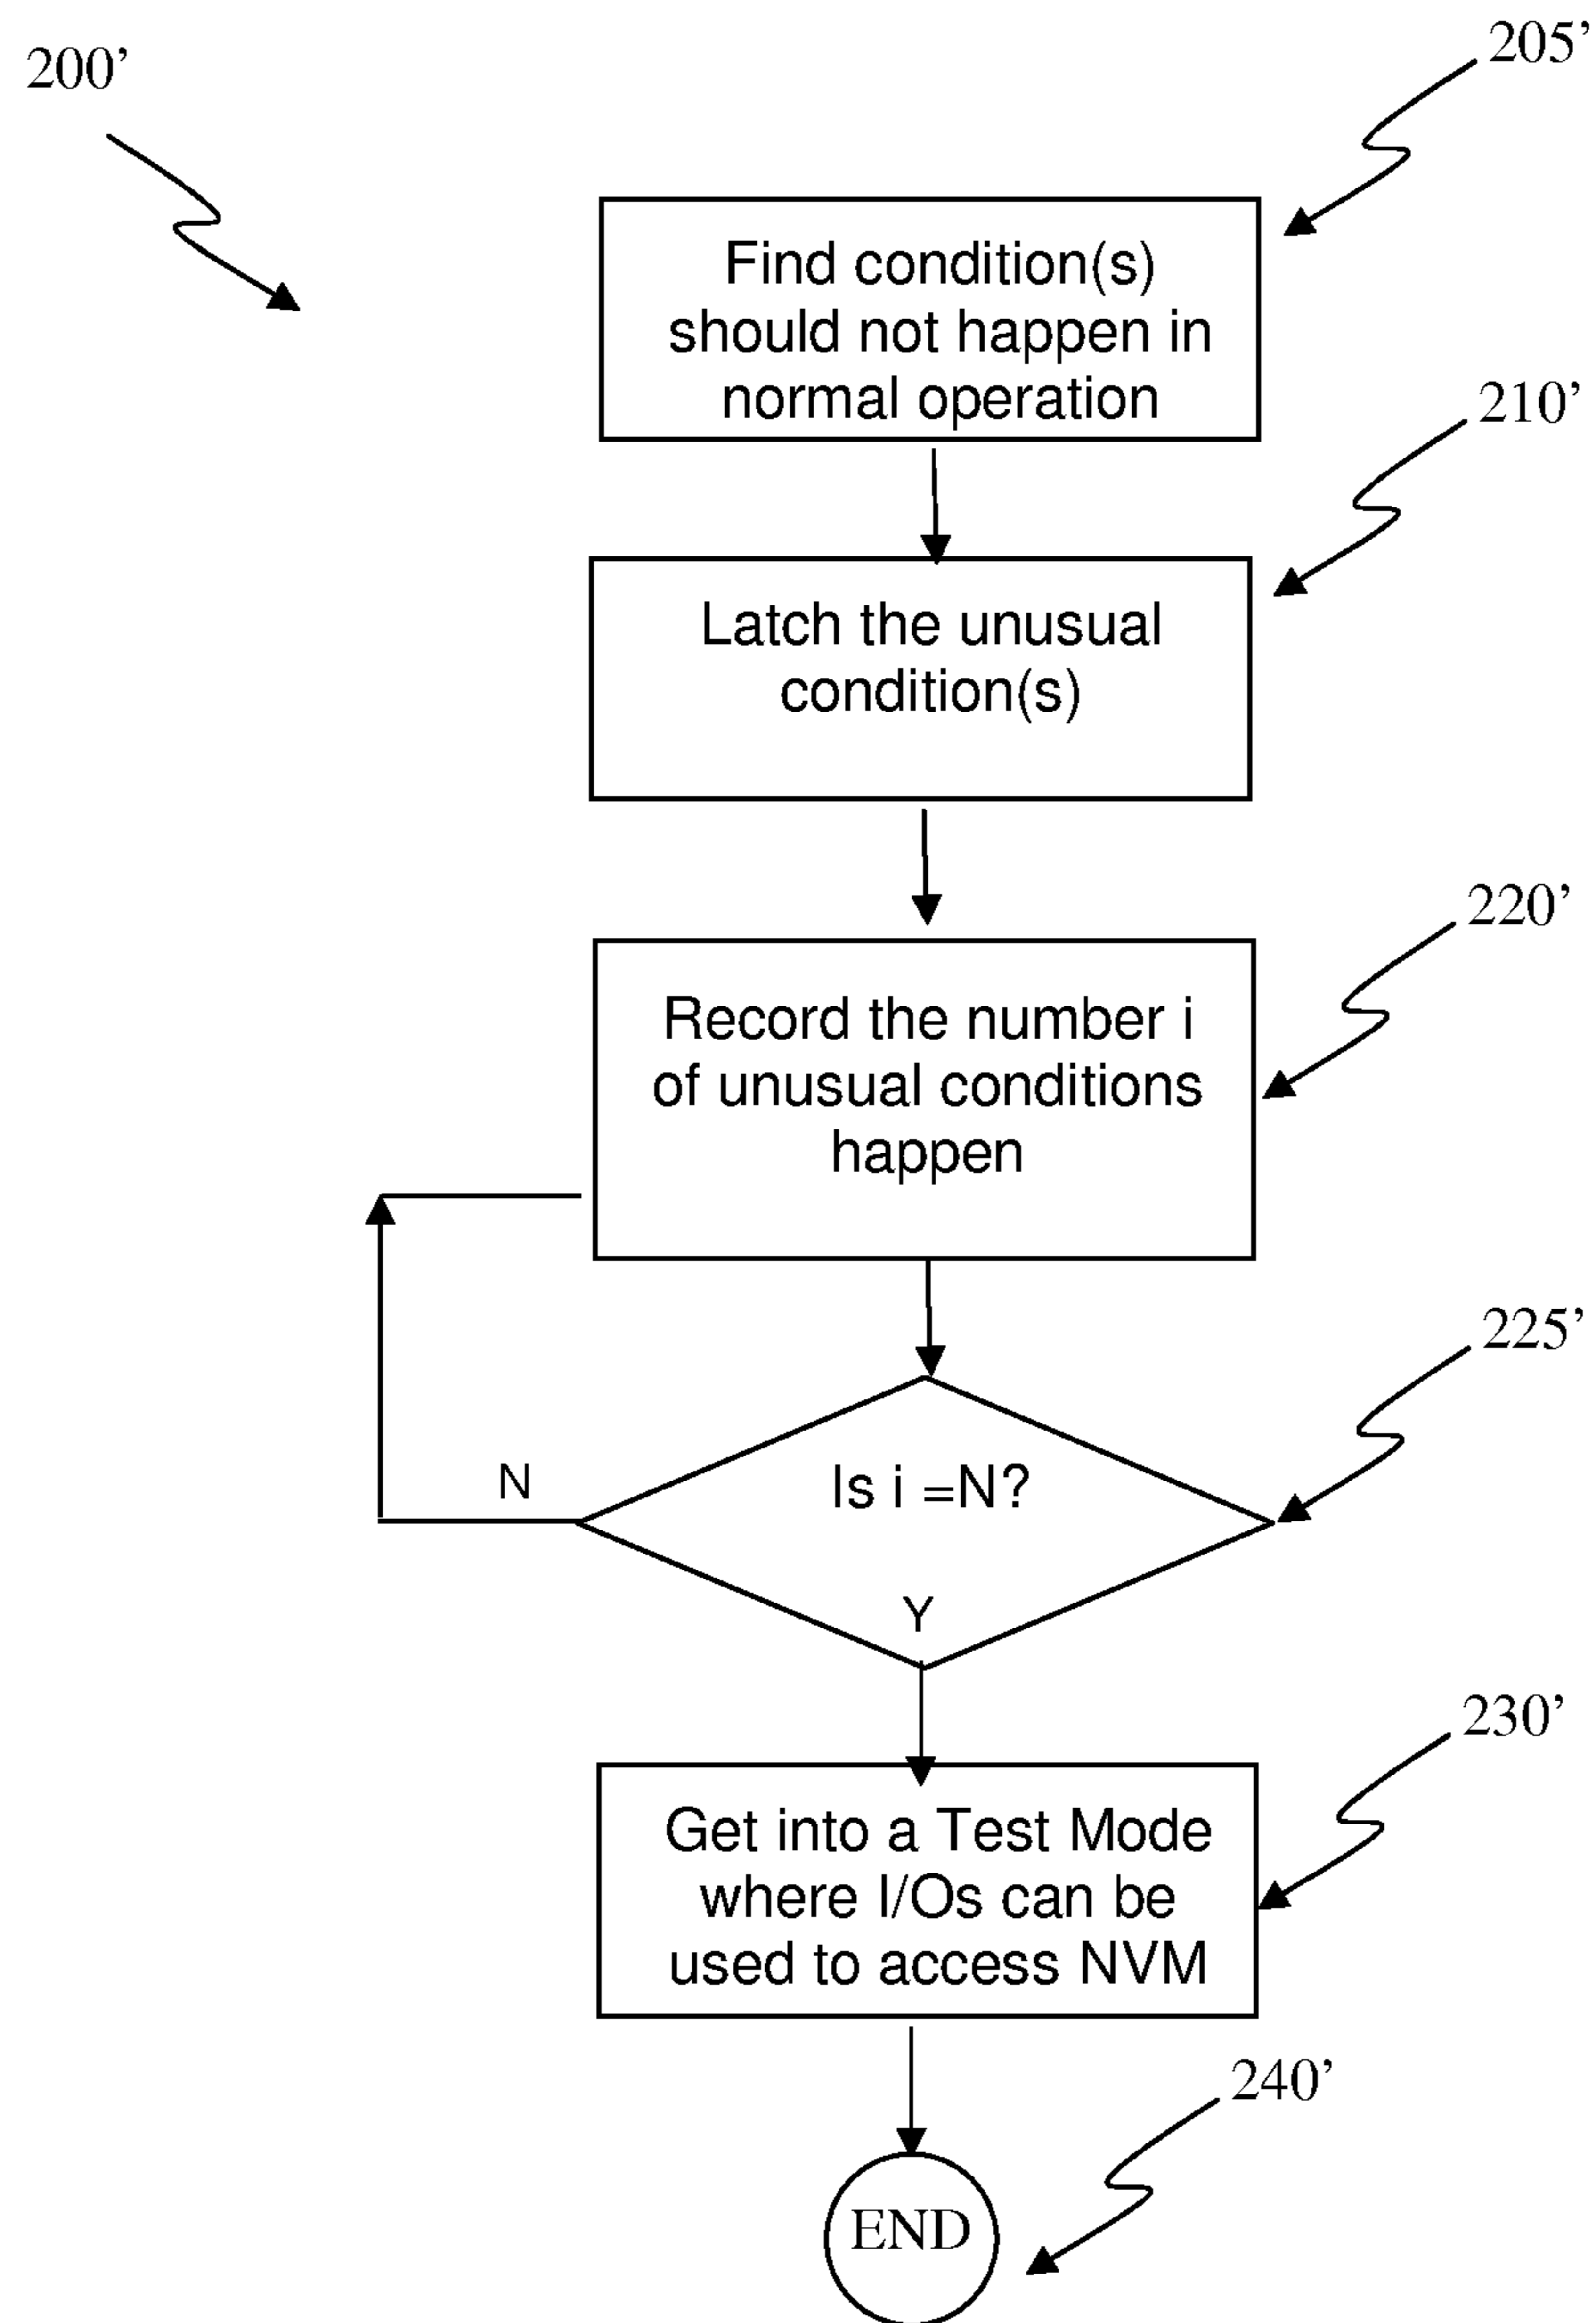 200’
205’
Find condition(s)
should not happen in
normal operation
210’
Latch the unusual
condition(s)
220’
Record the number i
of unusual conditions
happen
225’
Is i =N?
N
Y
230’
Get into a Test Mode
where I/Os can be
used to access NVM
240’
END